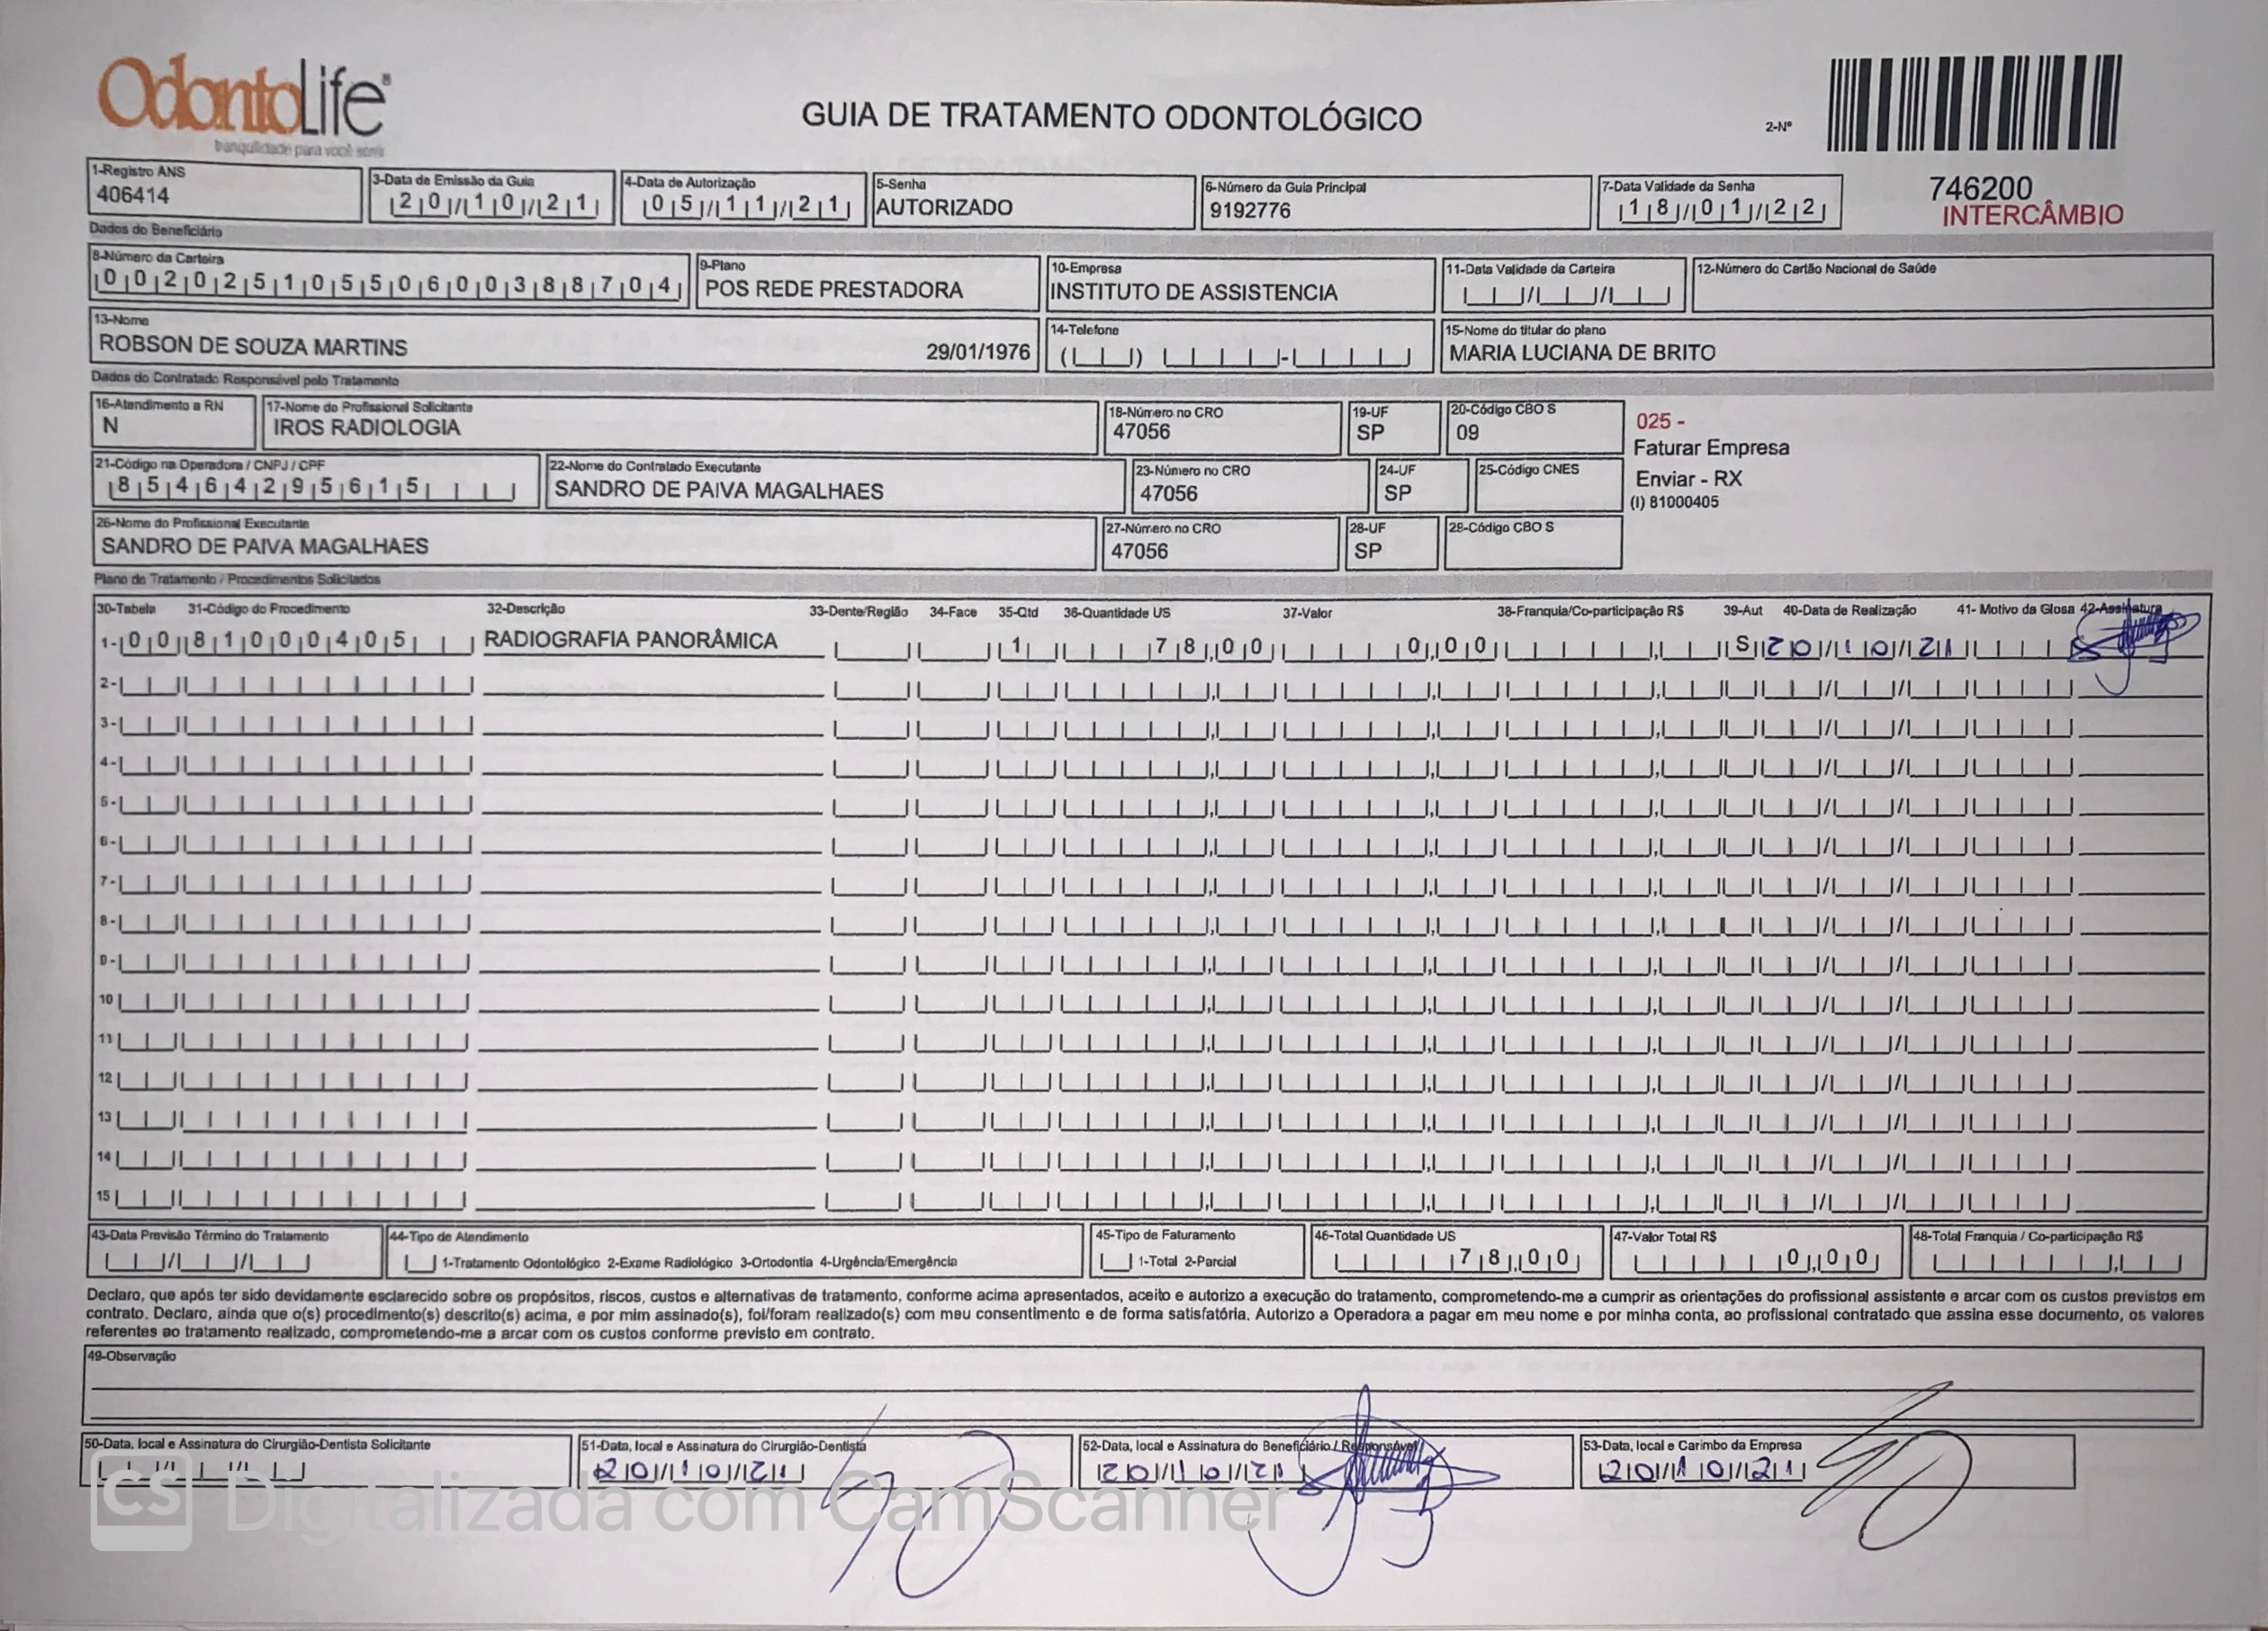 OdontoLife®
tranquilidade para você sorrir
GUIA DE TRATAMENTO ODONTOLÓGICO
2-Nº
746200
INTERCÂMBIO
1-Registro ANS
406414
3-Data de Emissão da Guia
20/10/21
4-Data de Autorização
05/11/21
5-Senha
AUTORIZADO
6-Número da Guia Principal
9192776
7-Data Validade da Senha
18/01/22
Dados do Beneficiário
8-Número da Carteira
00202510550600388704
9-Plano
POS REDE PRESTADORA
10-Empresa
INSTITUTO DE ASSISTENCIA
11-Data Validade da Carteira
12-Número do Cartão Nacional de Saúde
13-Nome
ROBSON DE SOUZA MARTINS 29/01/1976
14-Telefone
15-Nome do titular do plano
MARIA LUCIANA DE BRITO
Dados do Contratado Responsável pelo Tratamento
16-Atendimento a RN
N
17-Nome do Profissional Solicitante
IROS RADIOLOGIA
18-Número no CRO
47056
19-UF
SP
20-Código CBO S
09
025 -
Faturar Empresa
Enviar - RX
(I) 81000405
21-Código na Operadora / CNPJ / CPF
85464295615
22-Nome do Contratado Executante
SANDRO DE PAIVA MAGALHAES
23-Número no CRO
47056
24-UF
SP
25-Código CNES
26-Nome do Profissional Executante
SANDRO DE PAIVA MAGALHAES
27-Número no CRO
47056
28-UF
SP
29-Código CBO S
Plano de Tratamento / Procedimentos Solicitados
30-Tabela 31-Código do Procedimento 32-Descrição 33-Dente/Região 34-Face 35-Qtd 36-Quantidade US 37-Valor 38-Franquia/Co-participação R$ 39-Aut 40-Data de Realização 41- Motivo da Glosa 42-Assinatura
1- 00 81000405 RADIOGRAFIA PANORÂMICA 1 78,00 0,00 S 20/10/21
2-
3-
4-
5-
6-
7-
8-
9-
10
11
12
13
14
15
43-Data Previsão Término do Tratamento
44-Tipo de Atendimento
1-Tratamento Odontológico 2-Exame Radiológico 3-Ortodontia 4-Urgência/Emergência
45-Tipo de Faturamento
1-Total 2-Parcial
46-Total Quantidade US
78,00
47-Valor Total R$
0,00
48-Total Franquia / Co-participação R$
Declaro, que após ter sido devidamente esclarecido sobre os propósitos, riscos, custos e alternativas de tratamento, conforme acima apresentados, aceito e autorizo a execução do tratamento, comprometendo-me a cumprir as orientações do profissional assistente e arcar com os custos previstos em
contrato. Declaro, ainda que o(s) procedimento(s) descrito(s) acima, e por mim assinado(s), foi/foram realizado(s) com meu consentimento e de forma satisfatória. Autorizo a Operadora a pagar em meu nome e por minha conta, ao profissional contratado que assina esse documento, os valores
referentes ao tratamento realizado, comprometendo-me a arcar com os custos conforme previsto em contrato.
49-Observação
50-Data, local e Assinatura do Cirurgião-Dentista Solicitante
51-Data, local e Assinatura do Cirurgião-Dentista
20/10/21
52-Data, local e Assinatura do Beneficiário / Responsável
20/10/21
53-Data, local e Carimbo da Empresa
20/10/21
CS Digitalizada com CamScanner